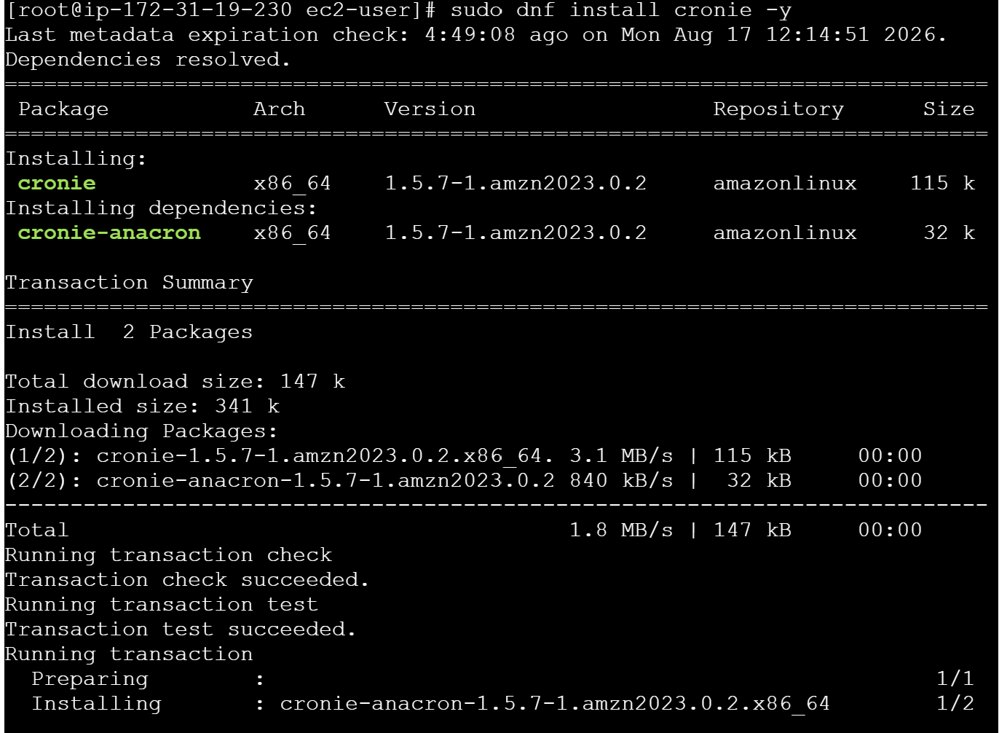 [root@ip-172-31-19-230 ec2-user]# sudo dnf install cronie -y
Last metadata expiration check: 4:49:08 ago on Mon Aug 17 12:14:51 2026.
Dependencies resolved.
===========================================================================
 Package           Arch      Version                  Repository      Size
===========================================================================
Installing:
 cronie            x86_64    1.5.7-1.amzn2023.0.2     amazonlinux    115 k
Installing dependencies:
 cronie-anacron    x86_64    1.5.7-1.amzn2023.0.2     amazonlinux     32 k

Transaction Summary
===========================================================================
Install  2 Packages

Total download size: 147 k
Installed size: 341 k
Downloading Packages:
(1/2): cronie-1.5.7-1.amzn2023.0.2.x86_64. 3.1 MB/s | 115 kB     00:00
(2/2): cronie-anacron-1.5.7-1.amzn2023.0.2 840 kB/s |  32 kB     00:00
---------------------------------------------------------------------------
Total                                      1.8 MB/s | 147 kB     00:00
Running transaction check
Transaction check succeeded.
Running transaction test
Transaction test succeeded.
Running transaction
  Preparing        :                                                   1/1
  Installing       : cronie-anacron-1.5.7-1.amzn2023.0.2.x86_64        1/2